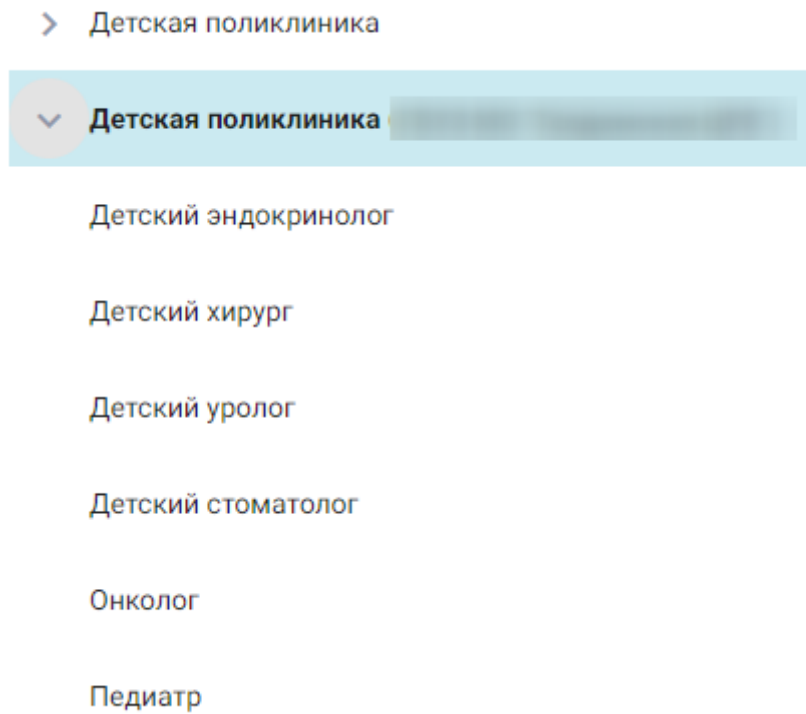 Детская поликлиника
Детская поликлиника
Детский эндокринолог
Детский хирург
Детский уролог
Детский стоматолог
Онколог
Педиатр